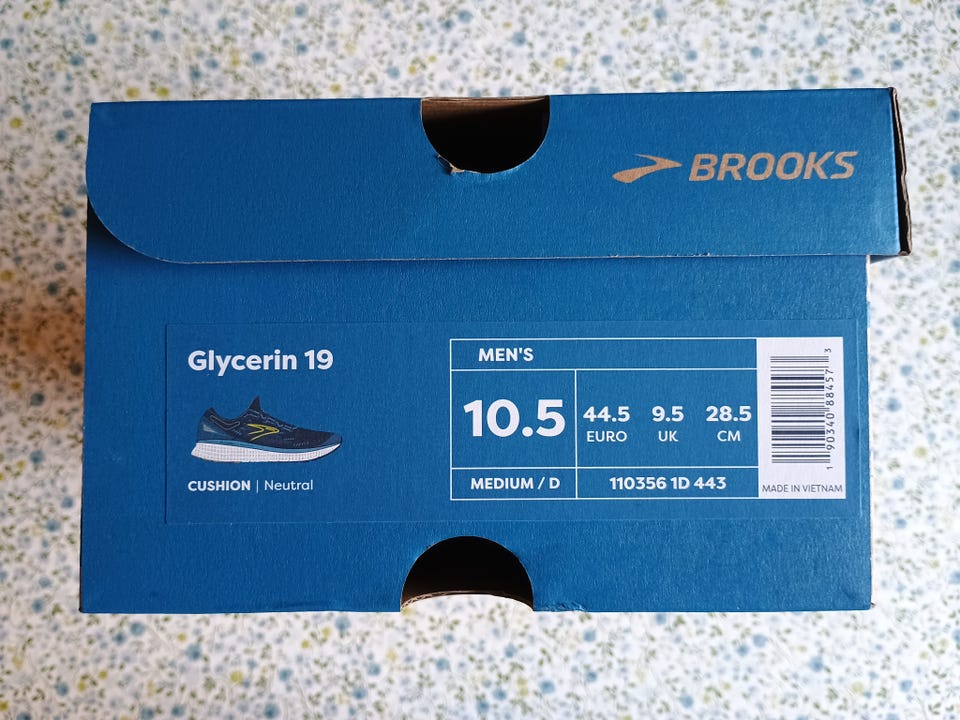 BROOKS
Glycerin 19
CUSHION | Neutral
MEN'S
10.5
44.5 9.5 28.5
EURO UK CM
MEDIUM / D
110356 1D 443
1 90340 88457 3
MADE IN VIETNAM